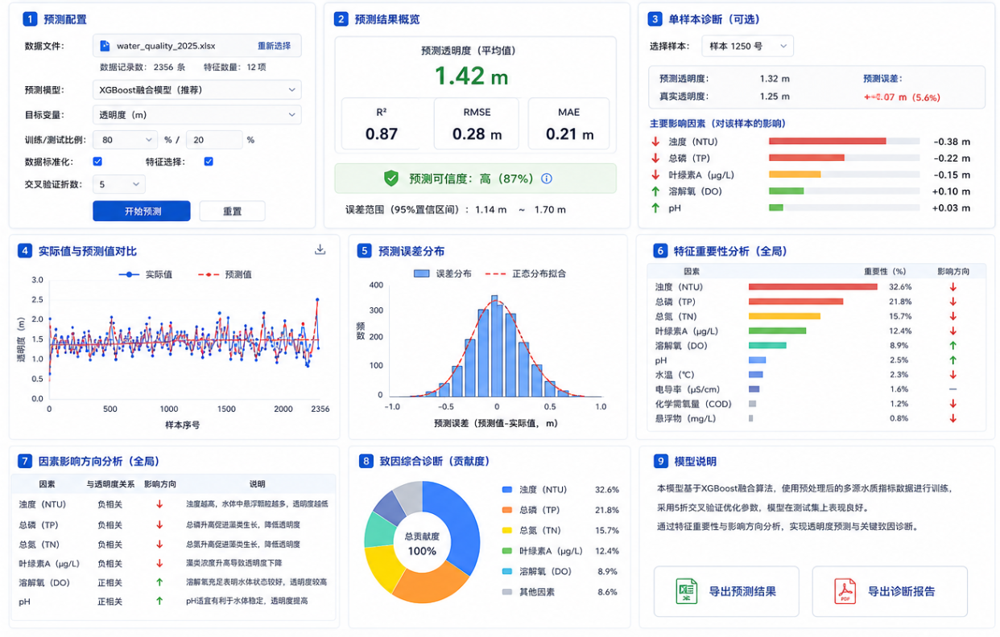 1 预测配置
数据文件： water_quality_2025.xlsx 重新选择
数据记录数： 2356 条 特征数量： 12 项
预测模型： XGBoost融合模型（推荐）
目标变量： 透明度（m）
训练/测试比例： 80 % / 20 %
数据标准化： 特征选择：
交叉验证折数： 5
开始预测 重置
2 预测结果概览
预测透明度（平均值）
1.42 m
R² RMSE MAE
0.87 0.28 m 0.21 m
预测可信度：高（87%）
误差范围（95%置信区间）： 1.14 m ~ 1.70 m
3 单样本诊断（可选）
选择样本： 样本 1250 号
预测透明度： 1.32 m 预测误差：
真实透明度： 1.25 m 0.07 m (5.6%)
主要影响因素（对该样本的影响）
↓ 浊度（NTU） -0.38 m
↓ 总磷（TP） -0.22 m
↓ 叶绿素A（μg/L） -0.15 m
↑ 溶解氧（DO） +0.10 m
↑ pH +0.03 m
4 实际值与预测值对比
实际值 预测值
透明度（m）
3.0
2.5
2.0
1.5
1.0
0.5
0.0
0 500 1000 1500 2000 2356
样本序号
5 预测误差分布
误差分布 正态分布拟合
频数
400
300
200
100
0
-1.0 -0.5 0 0.5 1.0
预测误差（预测值-实际值，m）
6 特征重要性分析（全局）
因素 重要性（%） 影响方向
浊度（NTU） 32.6% ↓
总磷（TP） 21.8% ↓
总氮（TN） 15.7% ↓
叶绿素A（μg/L） 12.4% ↓
溶解氧（DO） 8.9% ↑
pH 2.5% ↑
水温（℃） 2.3% ↓
电导率（μS/cm） 1.6% —
化学需氧量（COD） 1.2% ↓
悬浮物（mg/L） 0.8% ↓
7 因素影响方向分析（全局）
因素 与透明度关系 影响方向 说明
浊度（NTU） 负相关 ↓ 浊度越高，水体中悬浮颗粒越多，透明度越低
总磷（TP） 负相关 ↓ 总磷升高促进藻类生长，降低透明度
总氮（TN） 负相关 ↓ 总氮升高促进藻类生长，降低透明度
叶绿素A（μg/L） 负相关 ↓ 藻类浓度升高导致透明度下降
溶解氧（DO） 正相关 ↑ 溶解氧充足表明水体状态较好，透明度较高
pH 正相关 ↑ pH适宜有利于水体稳定，透明度提高
8 致因综合诊断（贡献度）
总贡献度
100%
浊度（NTU） 32.6%
总磷（TP） 21.8%
总氮（TN） 15.7%
叶绿素A（μg/L） 12.4%
溶解氧（DO） 8.9%
其他因素 8.6%
9 模型说明
本模型基于XGBoost融合算法，使用预处理后的多源水质指标数据进行训练，
采用5折交叉验证优化参数，模型在测试集上表现良好。
通过特征重要性与影响方向分析，实现透明度预测与关键致因诊断。
导出预测结果
PDF 导出诊断报告